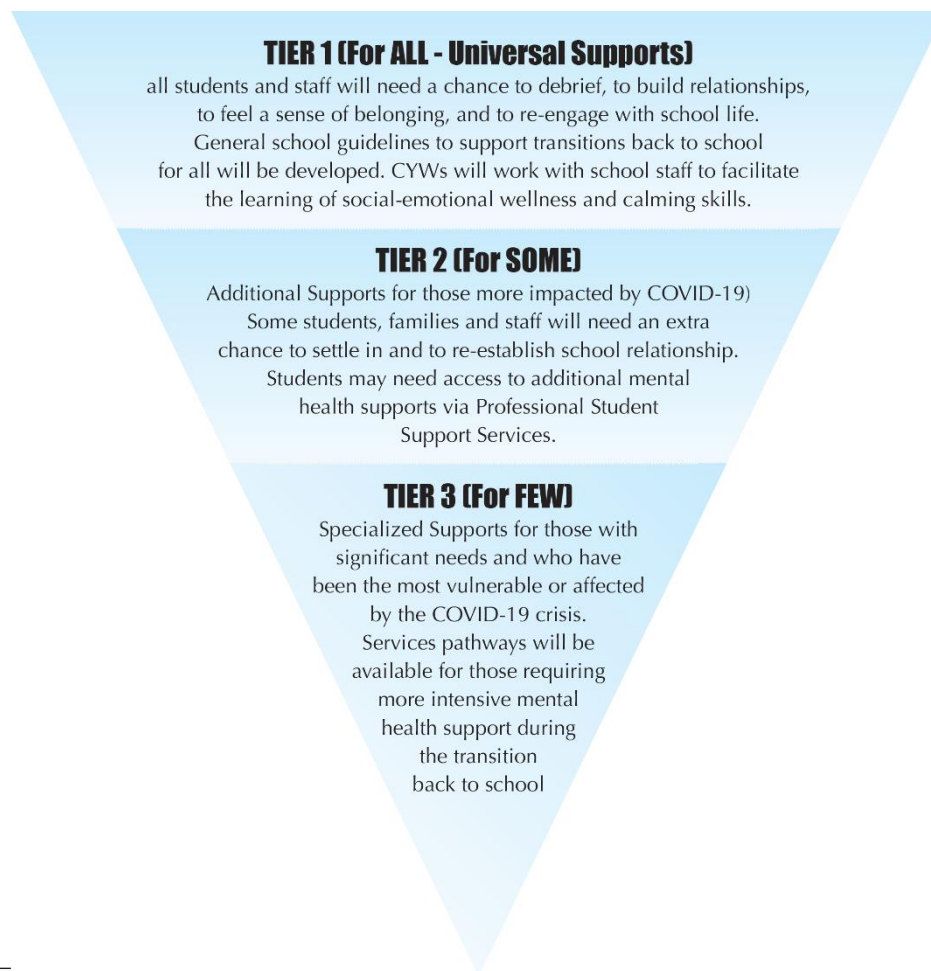 TIER 1 (For ALL - Universal Supports)
all students and staff will need a chance to debrief, to build relationships,
to feel a sense of belonging, and to re-engage with school life.
General school guidelines to support transitions back to school
for all will be developed. CYWs will work with school staff to facilitate
the learning of social-emotional wellness and calming skills.
TIER 2 (For SOME)
Additional Supports for those more impacted by COVID-19)
Some students, families and staff will need an extra
chance to settle in and to re-establish school relationship.
Students may need access to additional mental
health supports via Professional Student
Support Services.
TIER 3 (For FEW)
Specialized Supports for those with
significant needs and who have
been the most vulnerable or affected
by the COVID-19 crisis.
Services pathways will be
available for those requiring
more intensive mental
health support during
the transition
back to school